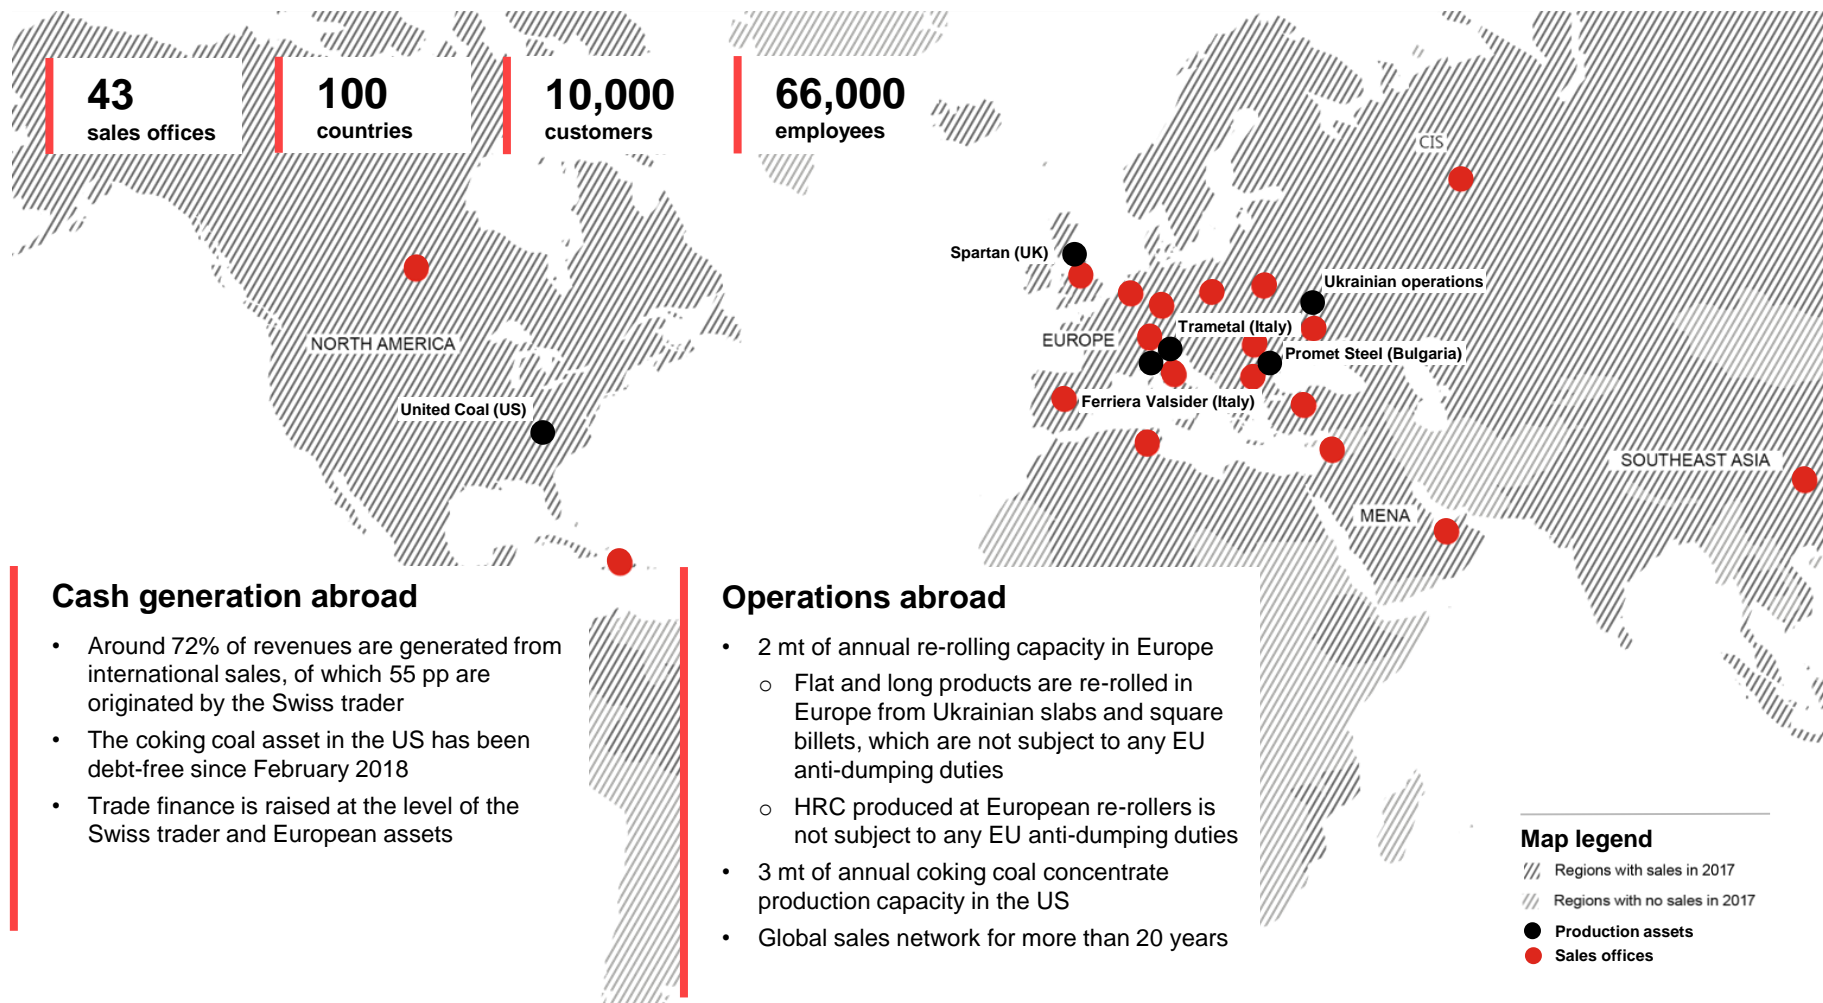 43
sales offices
100
countries
10,000
customers
66,000
employees
CIS
Spartan (UK)
Ukrainian operations
NORTH AMERICA
EUROPE
Trametal (Italy)
Promet Steel (Bulgaria)
United Coal (US)
Ferriera Valsider (Italy)
SOUTHEAST ASIA
MENA
Cash generation abroad
• Around 72% of revenues are generated from
international sales, of which 55 pp are
originated by the Swiss trader
• The coking coal asset in the US has been
debt-free since February 2018
• Trade finance is raised at the level of the
Swiss trader and European assets
Operations abroad
• 2 mt of annual re-rolling capacity in Europe
o Flat and long products are re-rolled in
Europe from Ukrainian slabs and square
billets, which are not subject to any EU
anti-dumping duties
o HRC produced at European re-rollers is
not subject to any EU anti-dumping duties
• 3 mt of annual coking coal concentrate
production capacity in the US
• Global sales network for more than 20 years
Map legend
Regions with sales in 2017
Regions with no sales in 2017
Production assets
Sales offices